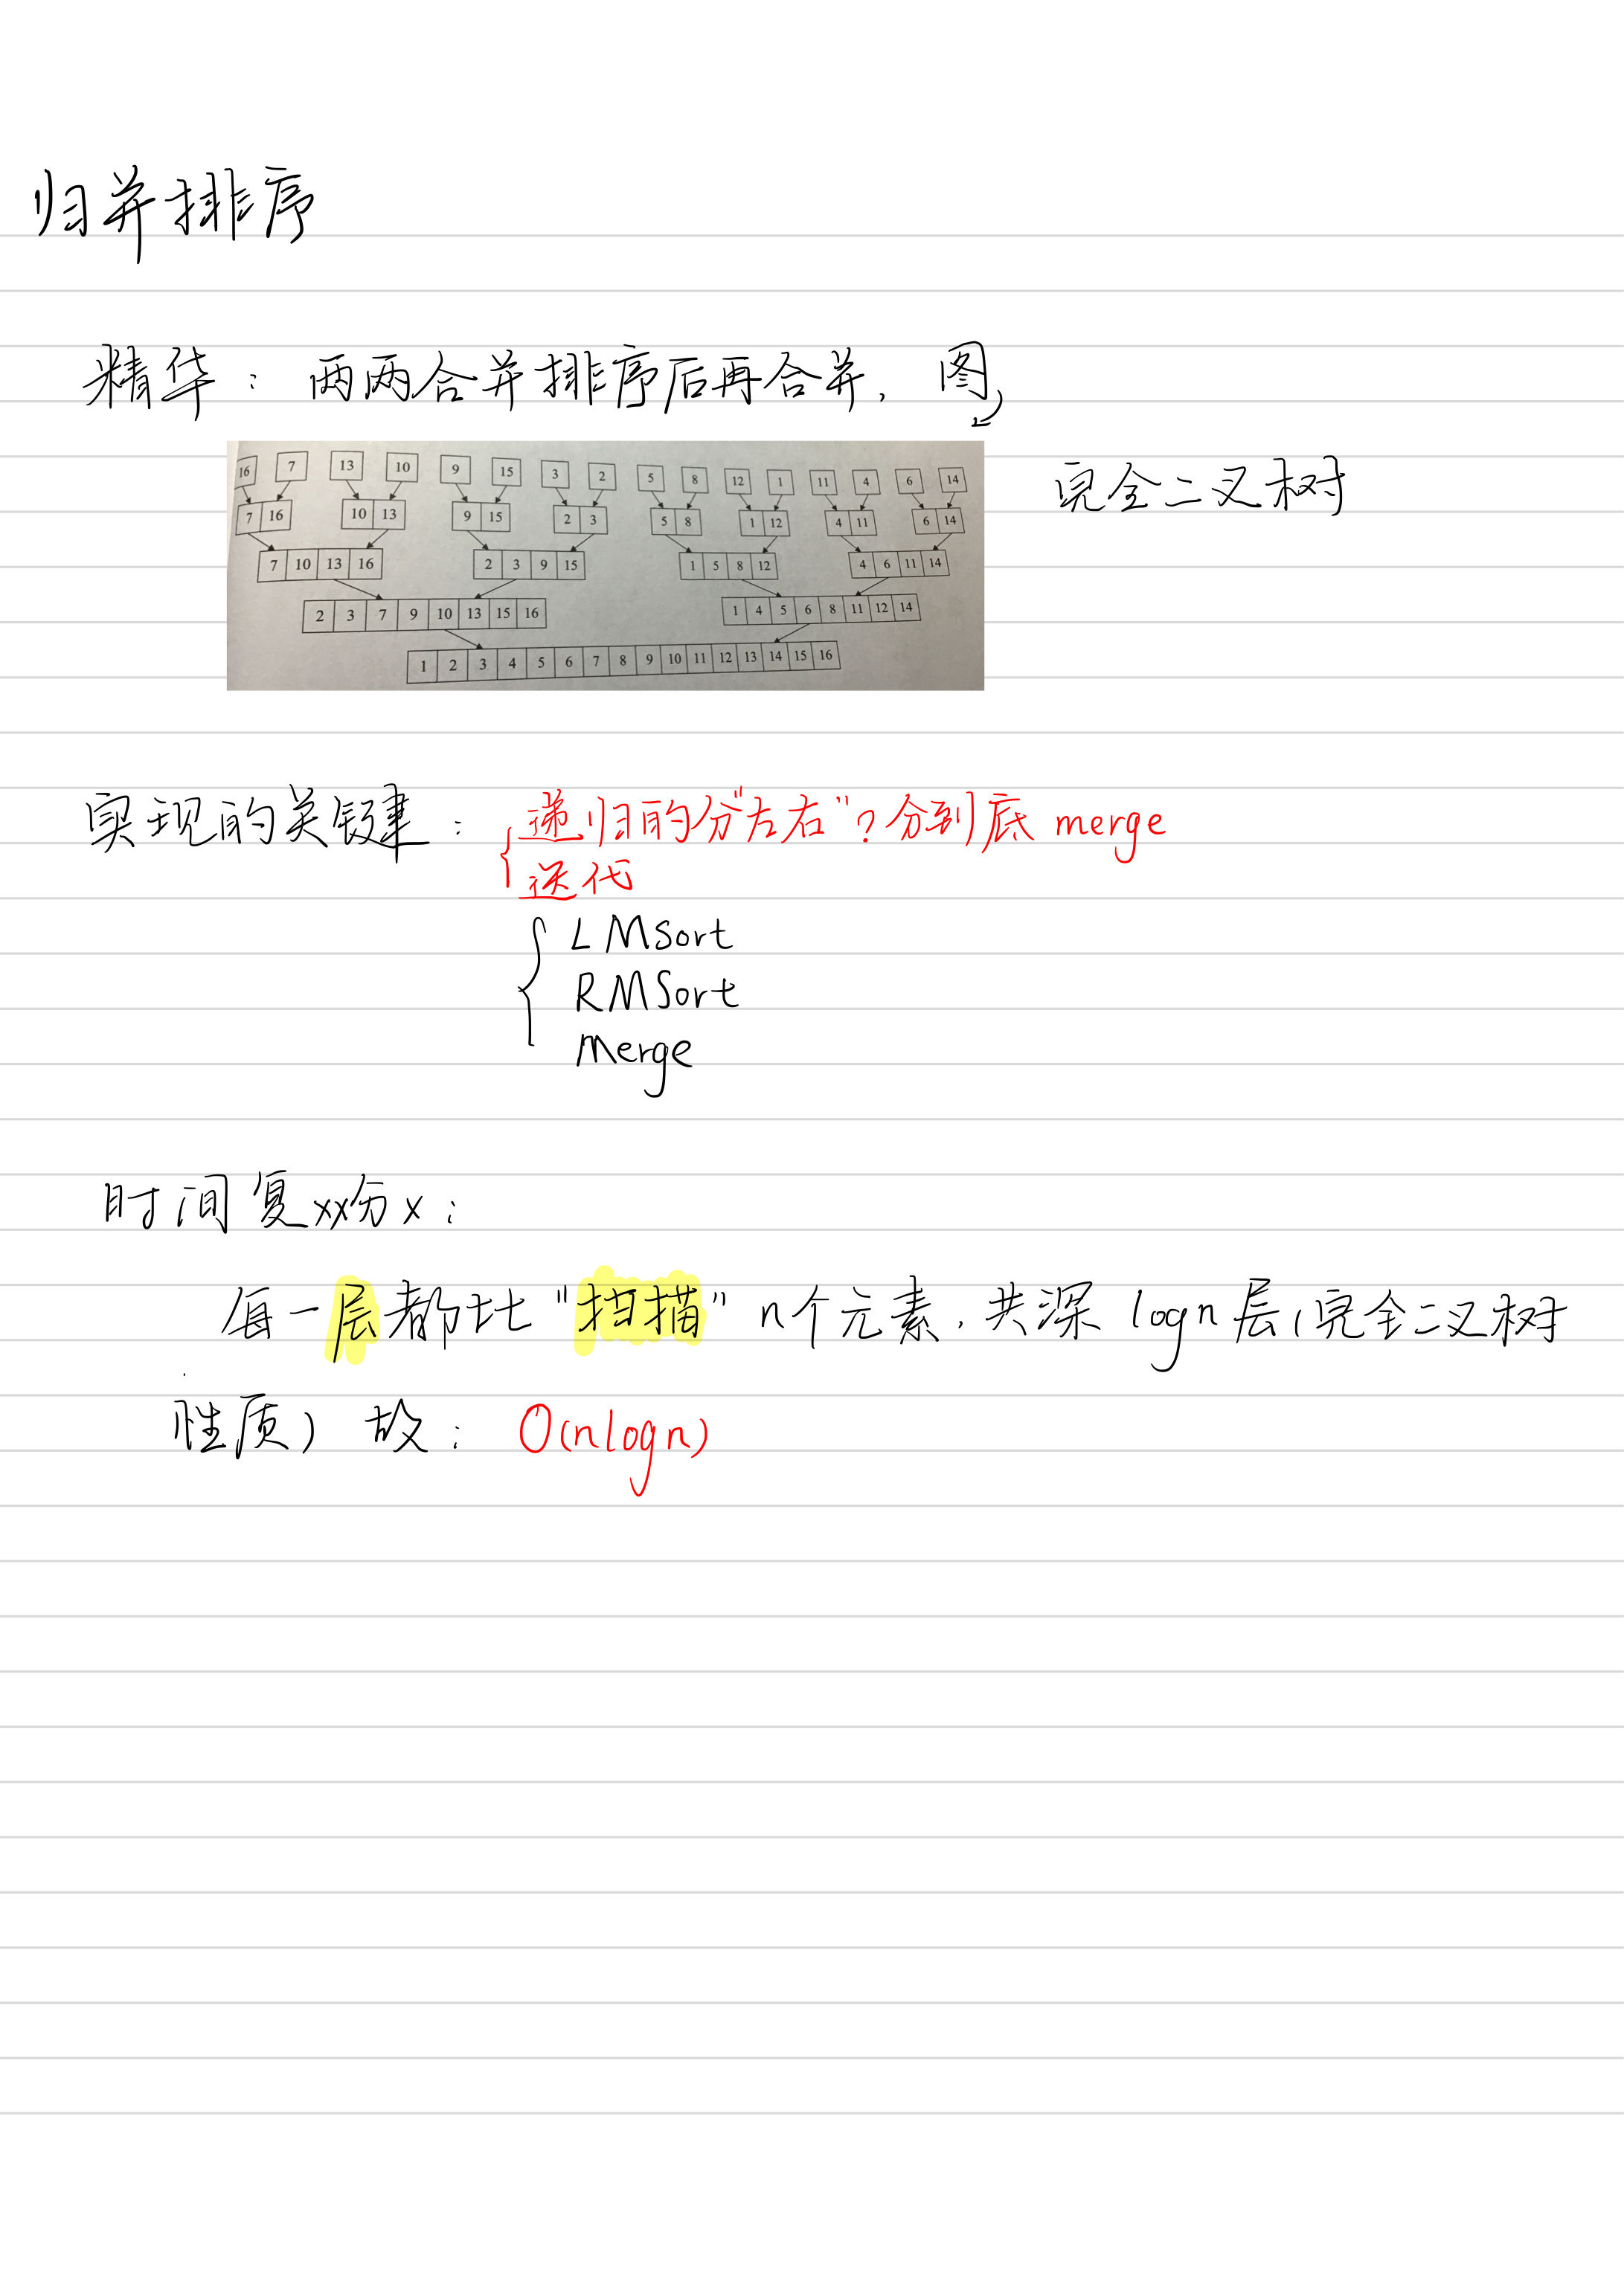 归并排序
精华：两两合并排序后再合并，图
16 7 13 10 9 15 3 2 5 8 12 1 11 4 6 14
7 16 10 13 9 15 2 3 5 8 1 12 4 11 6 14
7 10 13 16 2 3 9 15 1 5 8 12 4 6 11 14
2 3 7 9 10 13 15 16 1 4 5 6 8 11 12 14
1 2 3 4 5 6 7 8 9 10 11 12 13 14 15 16
完全二叉树
实现的关键：递归的分"左右"？分到底 merge
迭代
LMSort
RMSort
Merge
时间复xx分x：
每一层都比"扫描"n个元素，共深 logn层（完全二叉树
性质）故：O(nlogn)